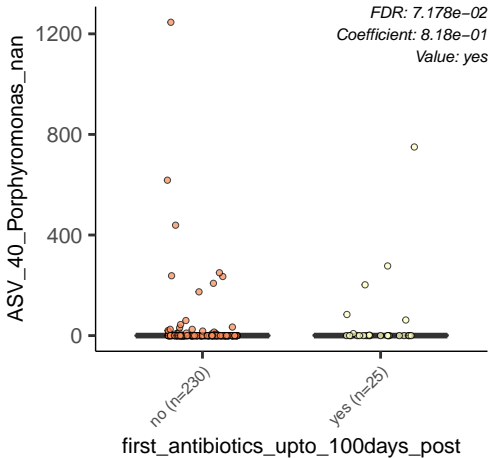 FDR: 7.178e−02
Coefficient: 8.18e−01
Value: yes
ASV_40_Porphyromonas_nan
1200
800
400
0
no (n=230)
yes (n=25)
first_antibiotics_upto_100days_post